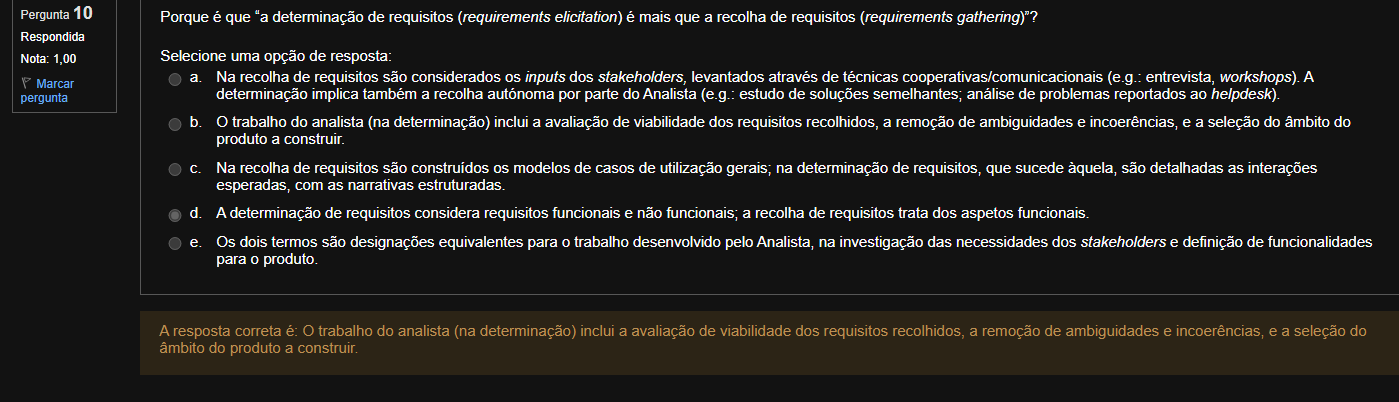 Pergunta 10
Respondida
Nota: 1,00
Marcar
pergunta
Porque é que “a determinação de requisitos (requirements elicitation) é mais que a recolha de requisitos (requirements gathering)”?
Selecione uma opção de resposta:
a. Na recolha de requisitos são considerados os inputs dos stakeholders, levantados através de técnicas cooperativas/comunicacionais (e.g.: entrevista, workshops). A
determinação implica também a recolha autónoma por parte do Analista (e.g.: estudo de soluções semelhantes; análise de problemas reportados ao helpdesk).
b. O trabalho do analista (na determinação) inclui a avaliação de viabilidade dos requisitos recolhidos, a remoção de ambiguidades e incoerências, e a seleção do âmbito do
produto a construir.
c. Na recolha de requisitos são construídos os modelos de casos de utilização gerais; na determinação de requisitos, que sucede àquela, são detalhadas as interações
esperadas, com as narrativas estruturadas.
d. A determinação de requisitos considera requisitos funcionais e não funcionais; a recolha de requisitos trata dos aspetos funcionais.
e. Os dois termos são designações equivalentes para o trabalho desenvolvido pelo Analista, na investigação das necessidades dos stakeholders e definição de funcionalidades
para o produto.
A resposta correta é: O trabalho do analista (na determinação) inclui a avaliação de viabilidade dos requisitos recolhidos, a remoção de ambiguidades e incoerências, e a seleção do
âmbito do produto a construir.